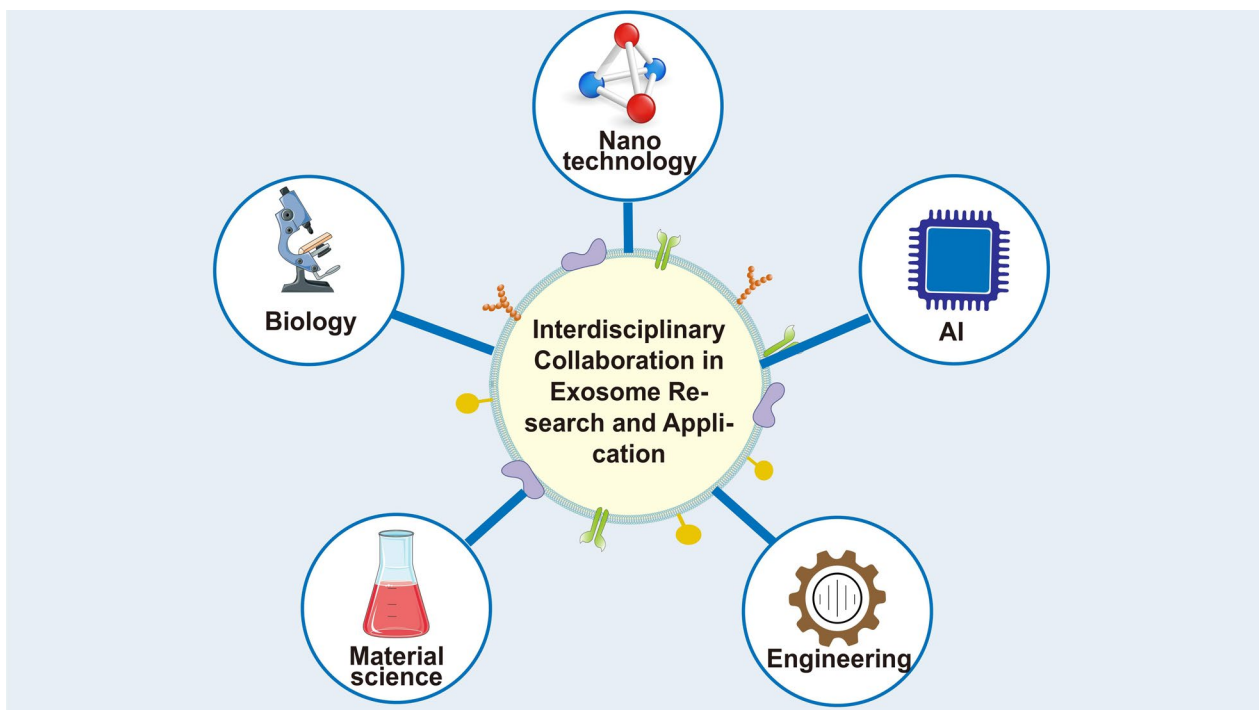 Nano
technology
Biology
AI
Interdisciplinary
Collaboration in
Exosome Re-
search and Appli-
cation
Material
science
Engineering